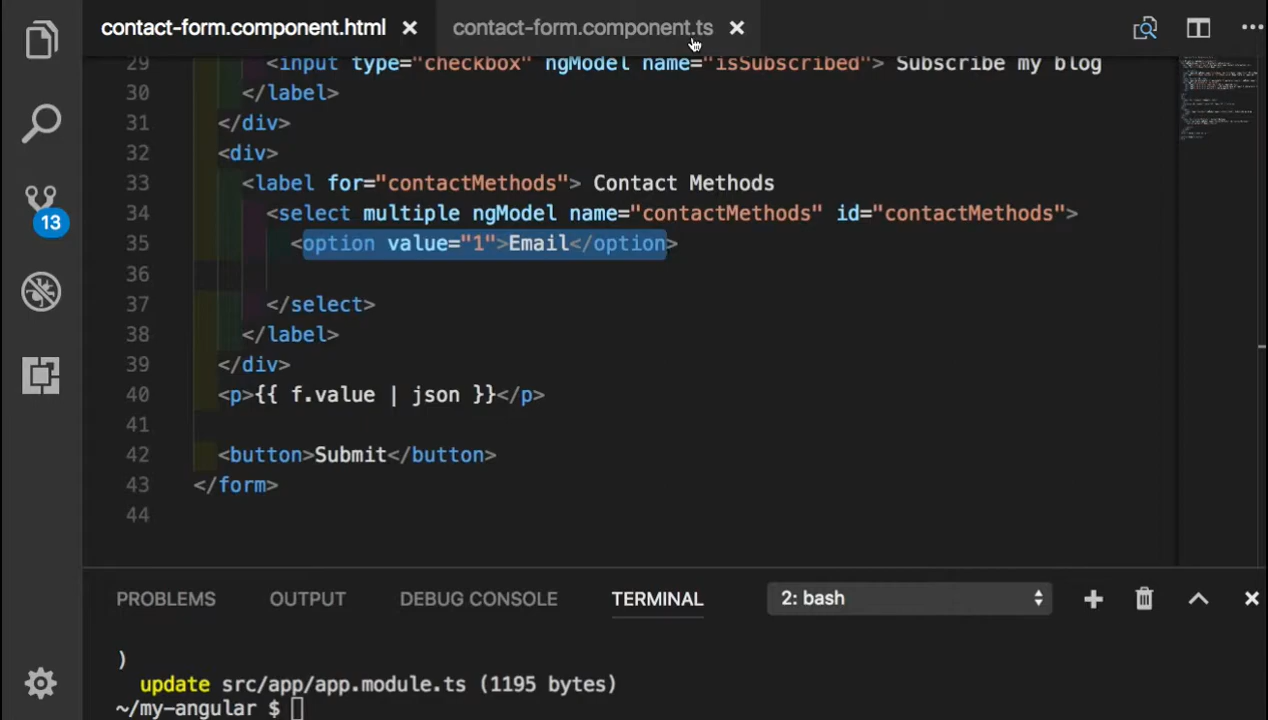 contact-form.component.html
contact-form.component.ts
29 <input type="checkbox" ngModel name="isSubscribed"> Subscribe my blog
30 </label>
31 </div>
32 <div>
33 <label for="contactMethods"> Contact Methods
34 <select multiple ngModel name="contactMethods" id="contactMethods">
35 <option value="1">Email</option>
36
37 </select>
38 </label>
39 </div>
40 <p>{{ f.value | json }}</p>
41
42 <button>Submit</button>
43 </form>
44
13
PROBLEMS OUTPUT DEBUG CONSOLE TERMINAL 2: bash
)
update src/app/app.module.ts (1195 bytes)
~/my-angular $